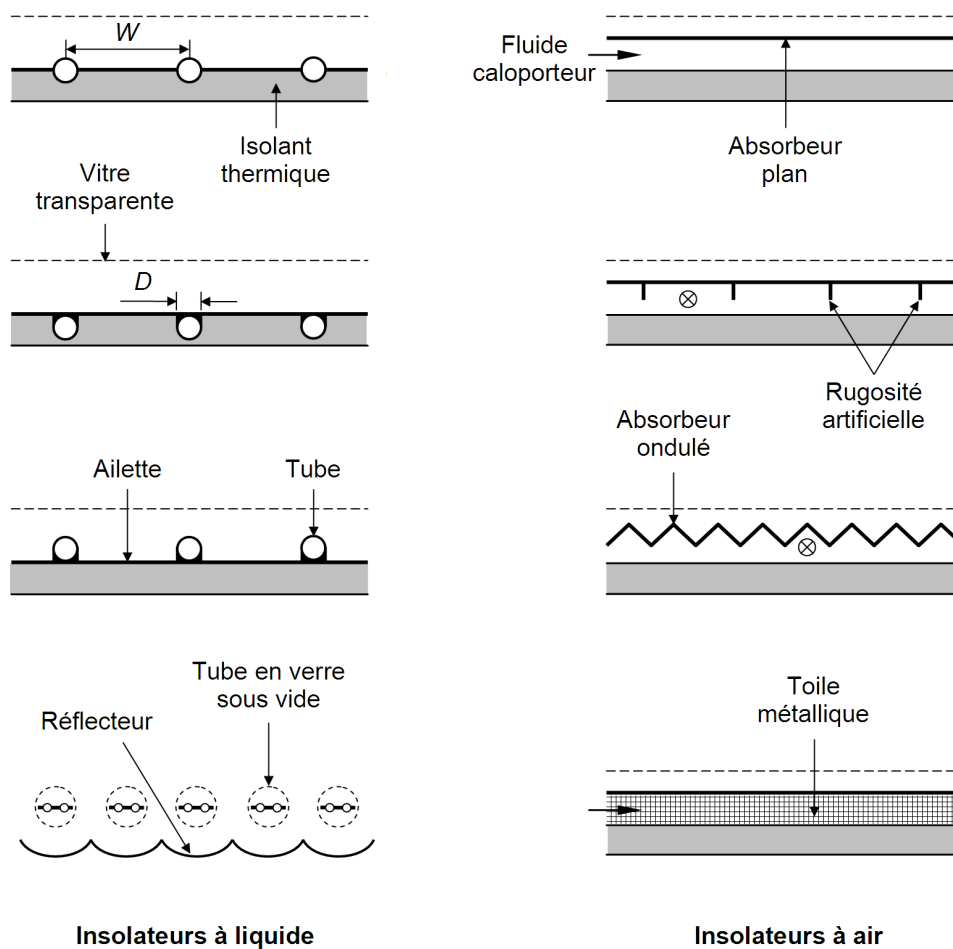 W
Isolant
thermique
Vitre
transparente
D
Ailette
Tube
Tube en verre
sous vide
Réflecteur
Insolateurs à liquide
Fluide
caloporteur
Absorbeur
plan
Rugosité
artificielle
Absorbeur
ondulé
Toile
métallique
Insolateurs à air